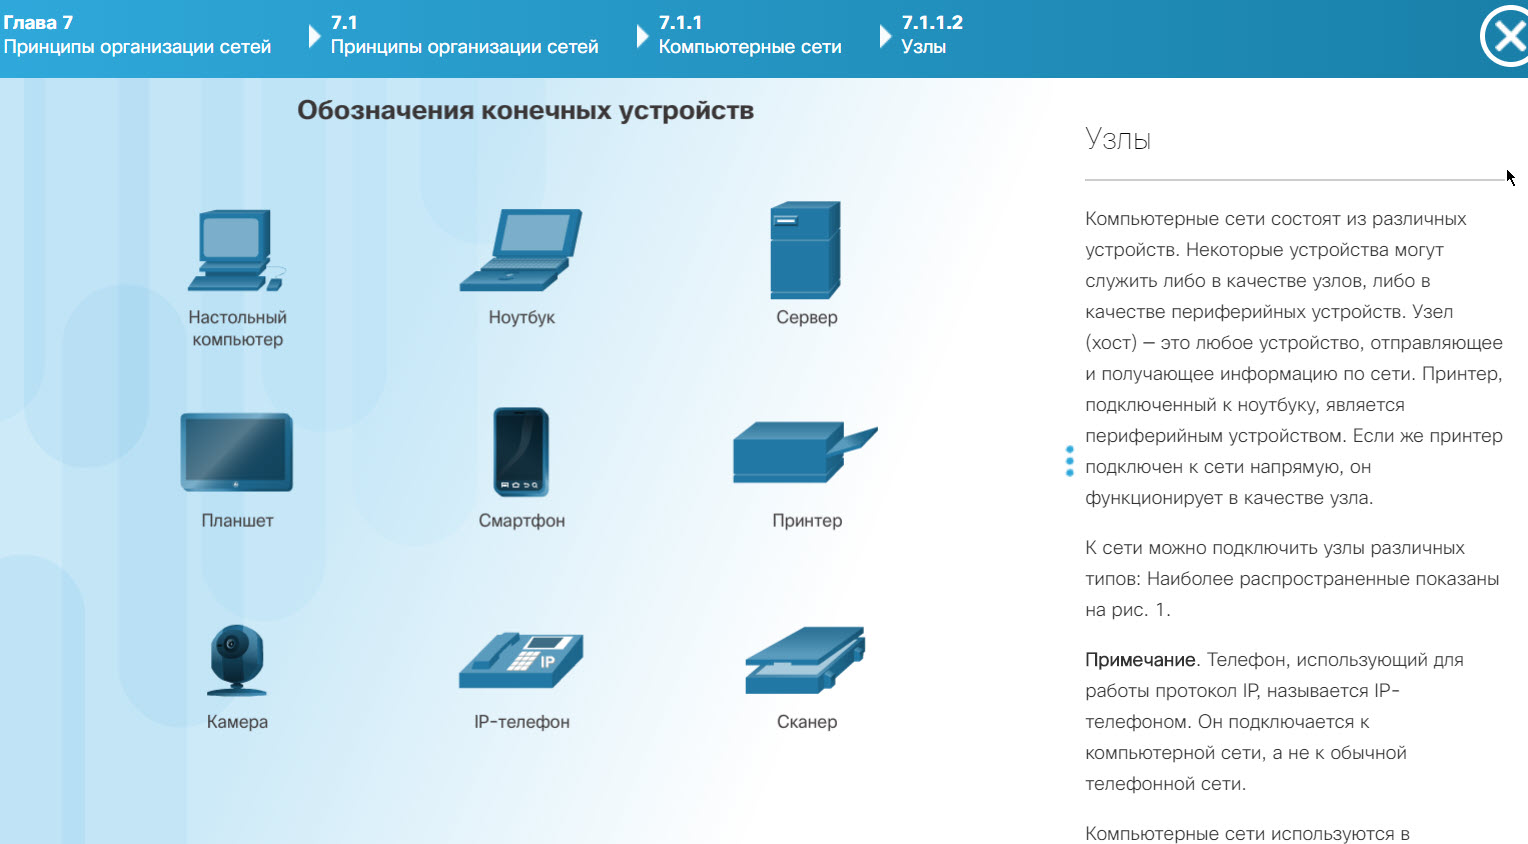 Глава 7
Принципы организации сетей
7.1
Принципы организации сетей
7.1.1
Компьютерные сети
7.1.1.2
Узлы
Обозначения конечных устройств
Настольный
компьютер
Ноутбук
Сервер
Планшет
Смартфон
Принтер
Камера
IP
IP-телефон
Сканер
Узлы
Компьютерные сети состоят из различных
устройств. Некоторые устройства могут
служить либо в качестве узлов, либо в
качестве периферийных устройств. Узел
(хост) – это любое устройство, отправляющее
и получающее информацию по сети. Принтер,
подключенный к ноутбуку, является
периферийным устройством. Если же принтер
подключен к сети напрямую, он
функционирует в качестве узла.
К сети можно подключить узлы различных
типов: Наиболее распространенные показаны
на рис. 1.
Примечание. Телефон, использующий для
работы протокол IP, называется IP-
телефоном. Он подключается к
компьютерной сети, а не к обычной
телефонной сети.
Компьютерные сети используются в